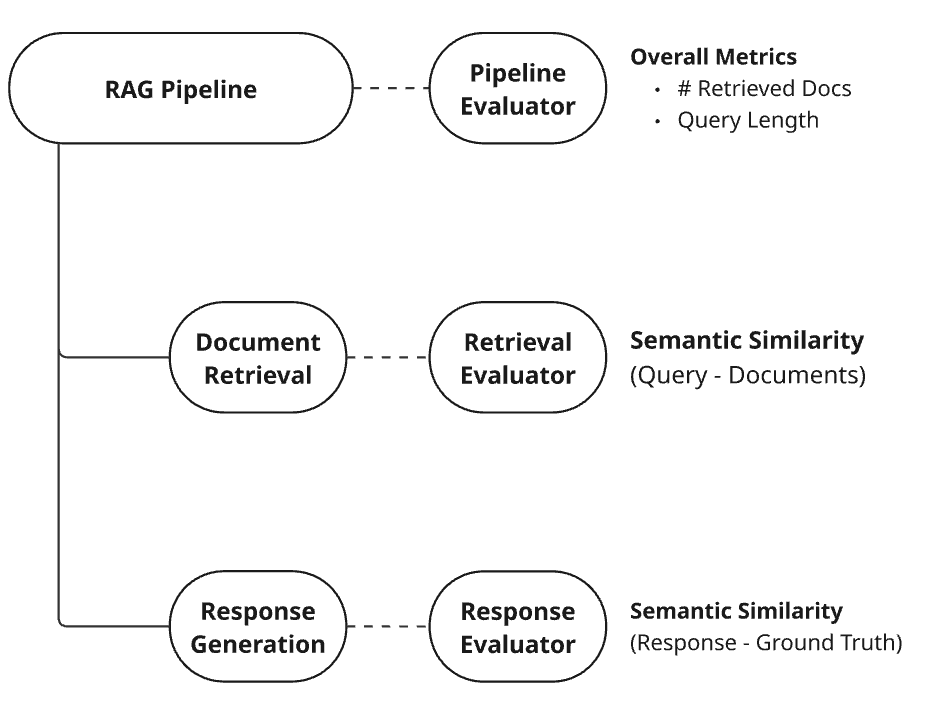 RAG Pipeline
Pipeline
Evaluator
Overall Metrics
· # Retrieved Docs
· Query Length
Document
Retrieval
Retrieval
Evaluator
Semantic Similarity
(Query - Documents)
Response
Generation
Response
Evaluator
Semantic Similarity
(Response - Ground Truth)